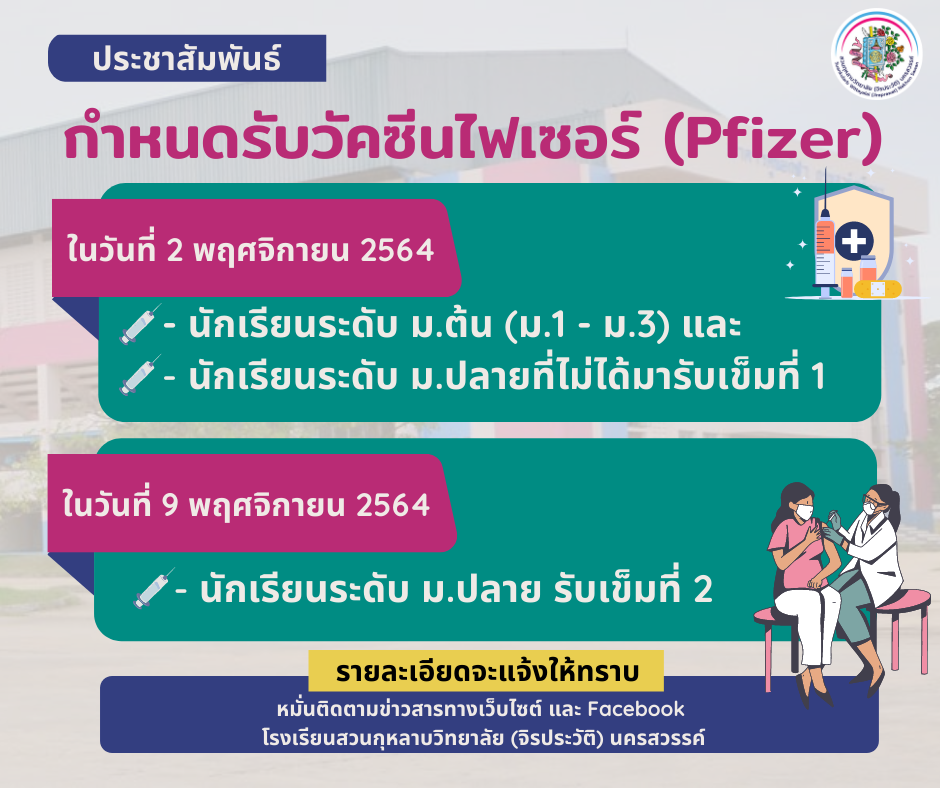 ประชาสัมพันธ์
กำหนดรับวัคซีนไฟเซอร์ (Pfizer)
ในวันที่ 2 พฤศจิกายน 2564
- นักเรียนระดับ ม.ต้น (ม.1 - ม.3) และ
- นักเรียนระดับ ม.ปลายที่ไม่ได้มารับเข็มที่ 1
ในวันที่ 9 พฤศจิกายน 2564
- นักเรียนระดับ ม.ปลาย รับเข็มที่ 2
รายละเอียดจะแจ้งให้ทราบ
หมั่นติดตามข่าวสารทางเว็บไซต์ และ Facebook
โรงเรียนสวนกุหลาบวิทยาลัย (จิรประวัติ) นครสวรรค์